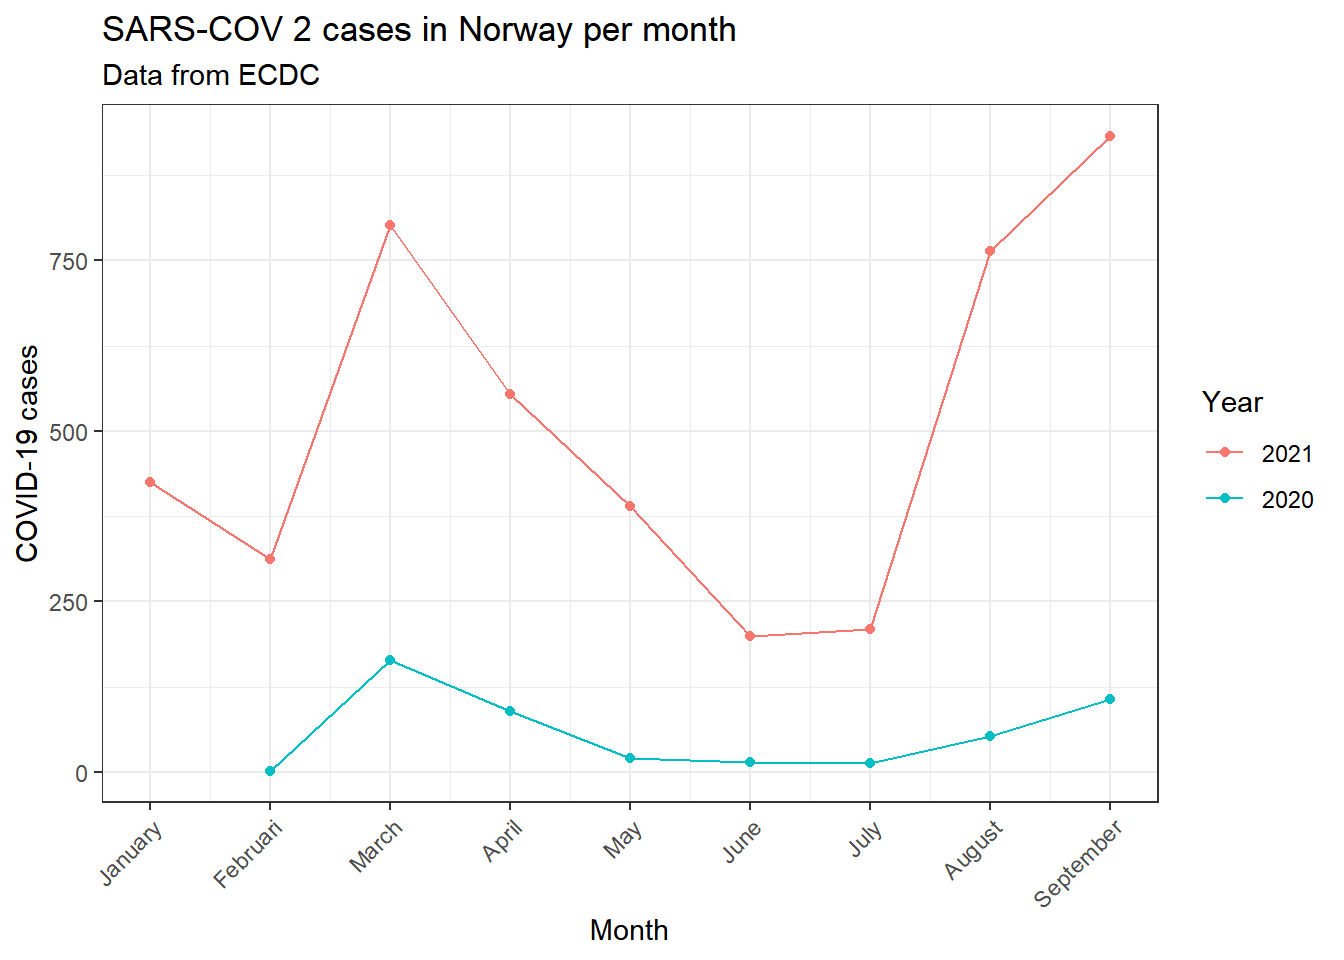 SARS-COV 2 cases in Norway per month
Data from ECDC
COVID-19 cases
750
500
250
0
January
Februari
March
April
May
June
July
August
September
Month
Year
2021
2020